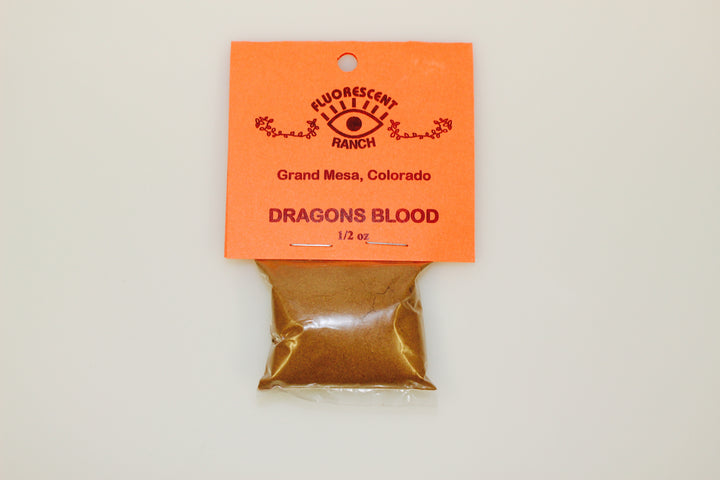 FLUORESCENT
RANCH
Grand Mesa, Colorado
DRAGONS BLOOD
1/2 oz